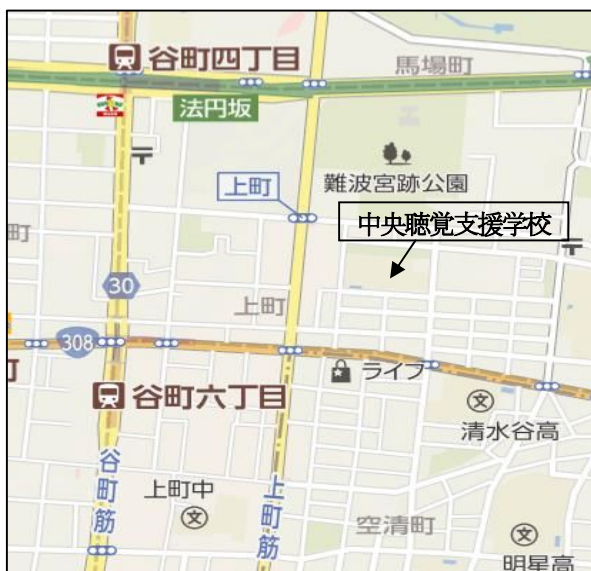 谷町四丁目
馬場町
法円坂
難波宮跡公園
上町
中央聴覚支援学校
町
30
上町
308
ライフ
町
谷町六丁目
清水谷高
谷町筋
上町中
上町筋
空清町
明星高